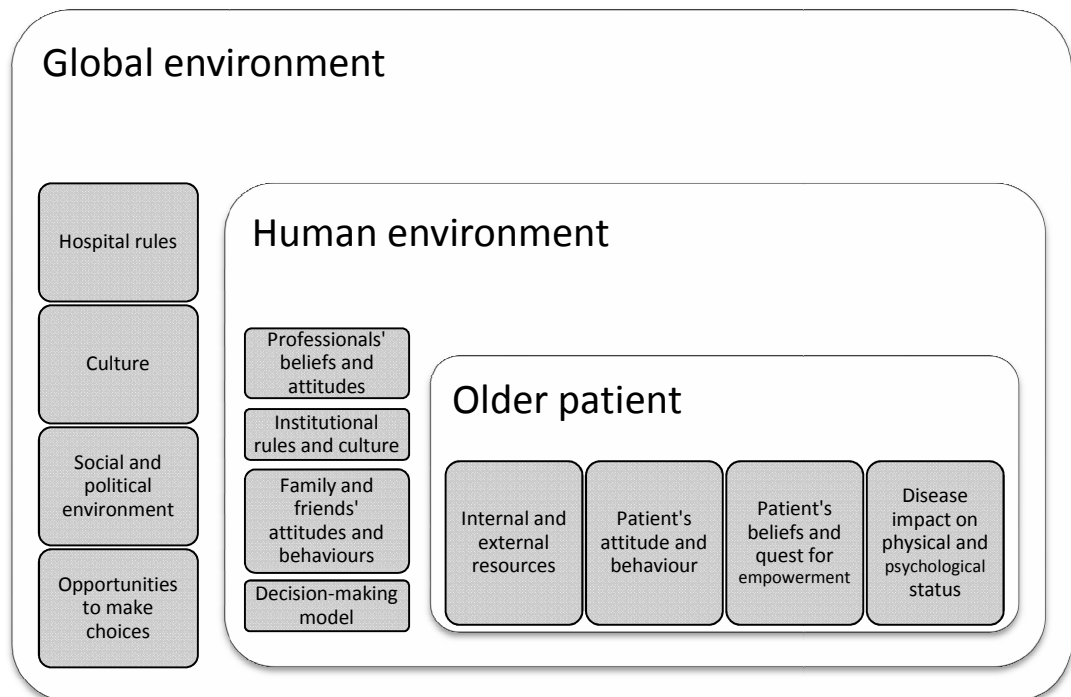 Global environment
Hospital rules
Culture
Social and
political
environment
Opportunities
to make
choices
Human environment
Professionals'
beliefs and
attitudes
Institutional
rules and culture
Family and
friends'
attitudes and
behaviours
Decision-making
model
Older patient
Internal and
external
resources
Patient's
attitude and
behaviour
Patient's
beliefs and
quest for
empowerment
Disease
impact on
physical and
psychological
status